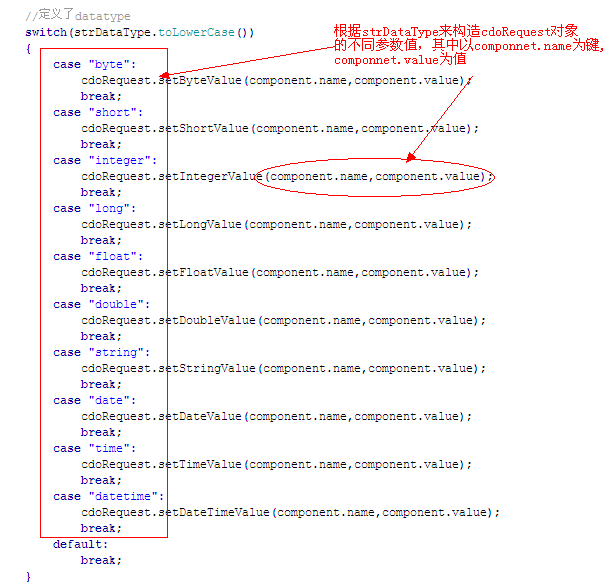 //定义了datatype
switch(strDataType.toLowerCase())
{
根据strDataType来构造cdoRequest对象
的不同参数值，其中以componnet.name为键,
componnet.value为值
case "byte":
cdoRequest.setByteValue(component.name,component.value);
break;
case "short":
cdoRequest.setShortValue(component.name,component.value);
break;
case "integer":
cdoRequest.setIntegerValue(component.name,component.value);
break;
case "long":
cdoRequest.setLongValue(component.name,component.value);
break;
case "float":
cdoRequest.setFloatValue(component.name,component.value);
break;
case "double":
cdoRequest.setDoubleValue(component.name,component.value);
break;
case "string":
cdoRequest.setStringValue(component.name,component.value);
break;
case "date":
cdoRequest.setDateValue(component.name,component.value);
break;
case "time":
cdoRequest.setTimeValue(component.name,component.value);
break;
case "datetime":
cdoRequest.setDateTimeValue(component.name,component.value);
break;
default:
break;
}